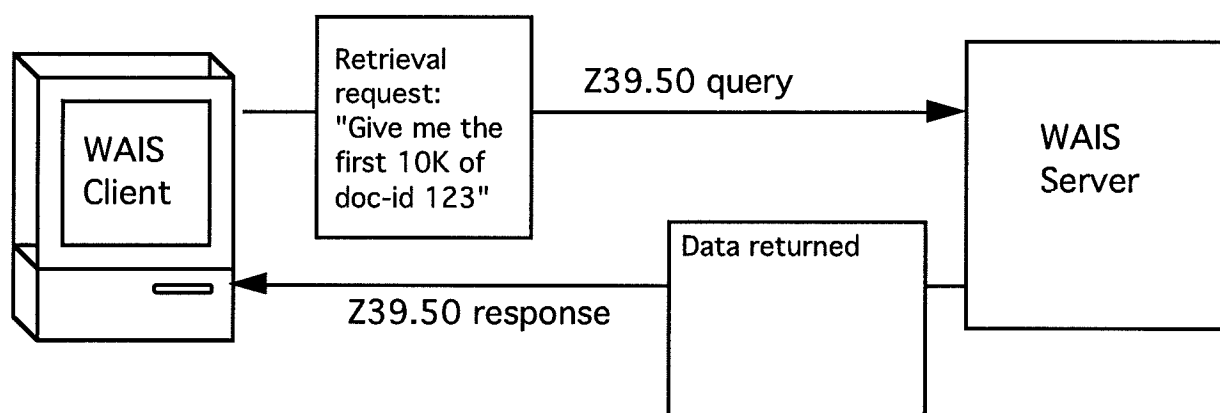 WAIS
Client
Retrieval
request:
"Give me the
first 10K of
doc-id 123"
Z39.50 query
WAIS
Server
Data returned
Z39.50 response